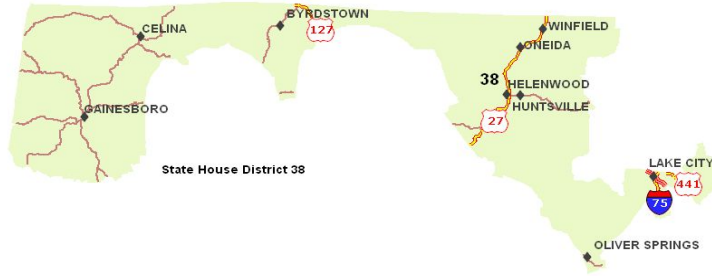 BYRDSTOWN
CELINA
127
WINFIELD
ONEIDA
38
HELENWOOD
HUNTSVILLE
GAINESBORO
27
State House District 38
LAKE CITY
441
75
OLIVER SPRINGS